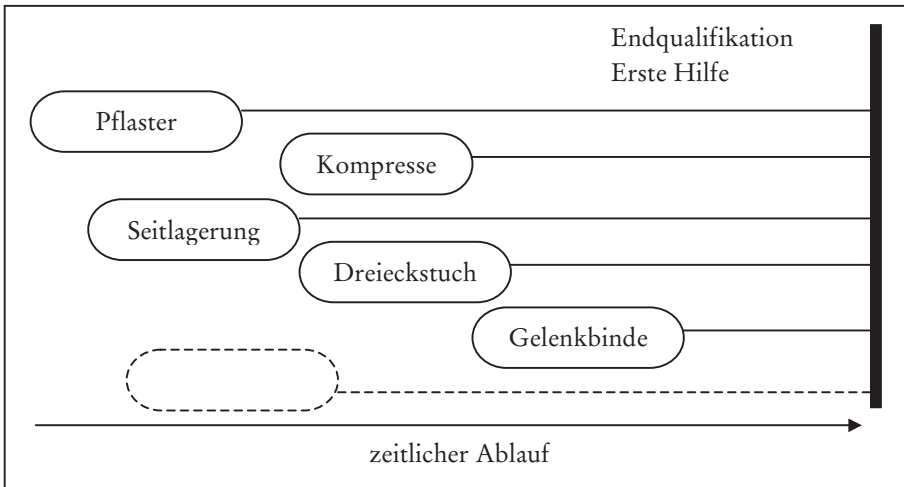 Endqualifikation
Erste Hilfe
Pflaster
Kompresse
Seitlagerung
Dreieckstuch
Gelenkbinde
zeitlicher Ablauf